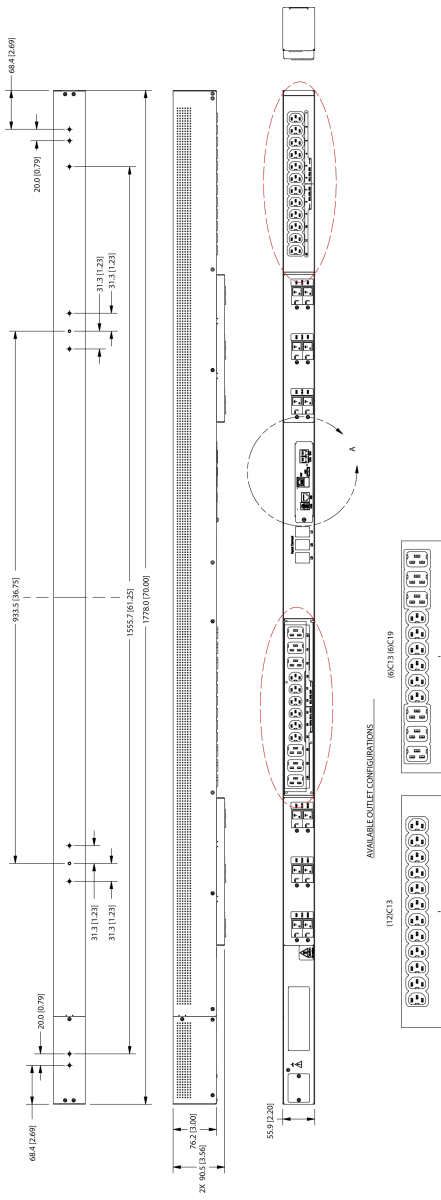 68.4 [2.69]
20.0 [0.79]
31.3 [1.23]
31.3 [1.23]
933.5 [36.75]
1555.7 [61.25]
1778.0 [70.00]
31.3 [1.23]
31.3 [1.23]
20.0 [0.79]
68.4 [2.69]
76.2 [3.00]
2X 90.5 [3.56]
A
55.9 [2.20]
AVAILABLE OUTLET CONFIGURATIONS
(12)C13
(6)C13 (6)C19